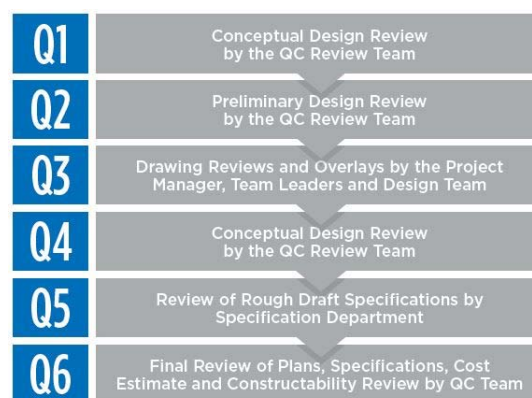 Q1
Conceptual Design Review
by the QC Review Team
Q2
Preliminary Design Review
by the QC Review Team
Q3
Drawing Reviews and Overlays by the Project
Manager, Team Leaders and Design Team
Q4
Conceptual Design Review
by the QC Review Team
Q5
Review of Rough Draft Specifications by
Specification Department
Q6
Final Review of Plans, Specifications, Cost
Estimate and Constructability Review by QC Team